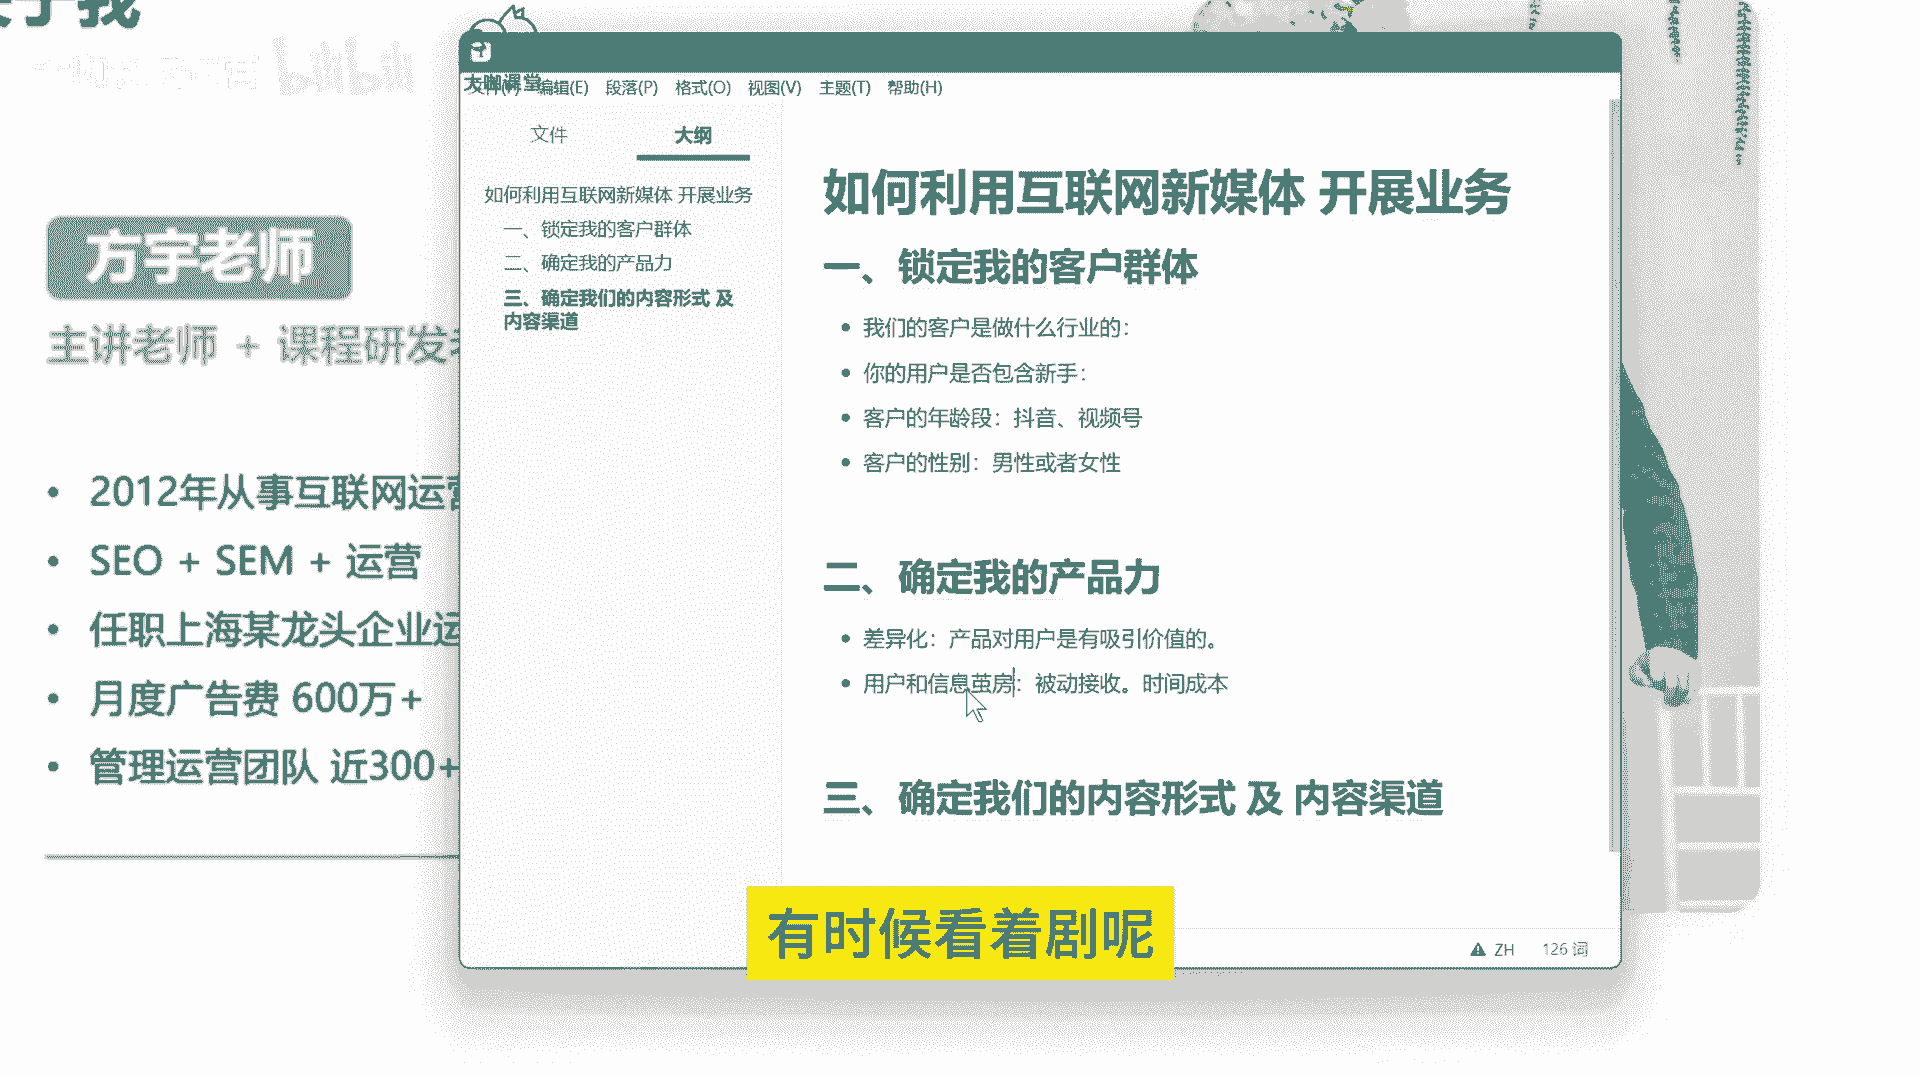 bilibili
方宇老师
主讲老师 + 课程研发
2012年从事互联网运营
SEO + SEM + 运营
任职上海某龙头企业运
月度广告费 600万+
管理运营团队 近300+
大咖课堂
编辑(E) 段落(P) 格式(O) 视图(V) 主题(T) 帮助(H)
文件 大纲
如何利用互联网新媒体 开展业务
一、锁定我的客户群体
二、确定我的产品力
三、确定我们的内容形式 及
内容渠道
如何利用互联网新媒体 开展业务
一、锁定我的客户群体
我们的客户是做什么行业的：
你的用户是否包含新手：
客户的年龄段：抖音、视频号
客户的性别：男性或者女性
二、确定我的产品力
差异化：产品对用户是有吸引价值的。
用户和信息茧房：被动接收。时间成本
三、确定我们的内容形式 及 内容渠道
ZH 126 词
有时候看着剧呢